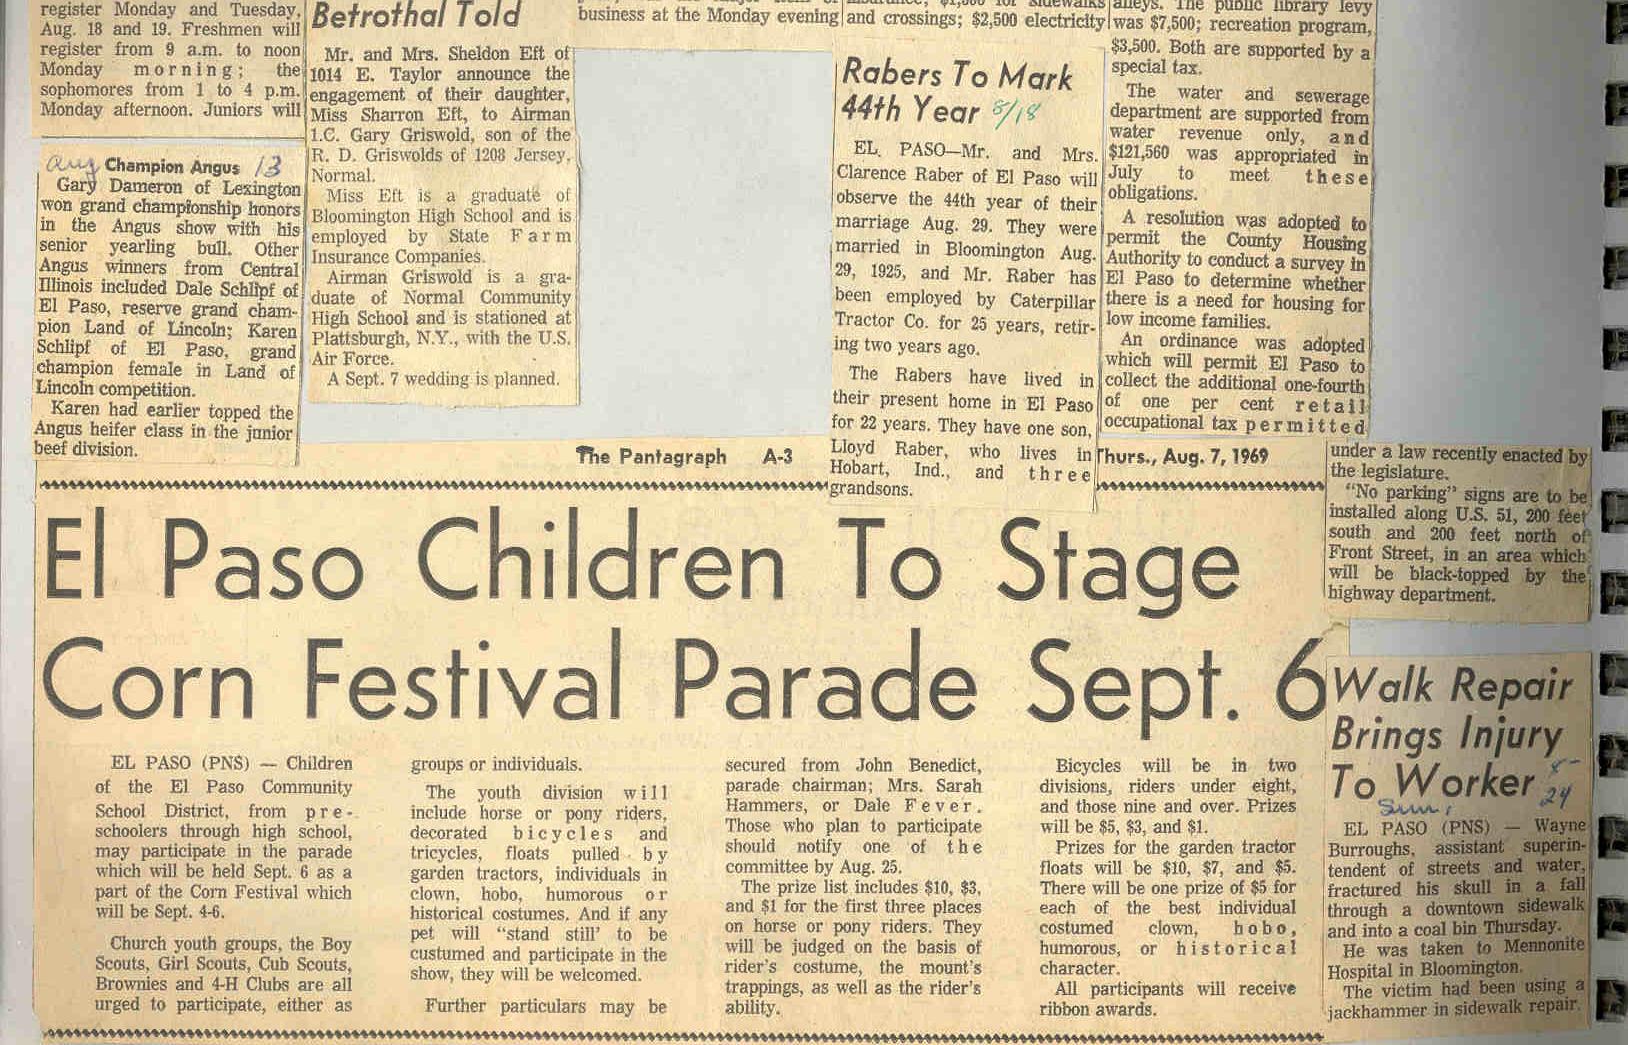 register Monday and Tuesday,
Aug. 18 and 19. Freshmen will
register from 9 a.m. to noon
Monday morning; the
sophomores from 1 to 4 p.m.
Monday afternoon. Juniors will
Aug Champion Angus 13
Gary Dameron of Lexington
won grand championship honors
in the Angus show with his
senior yearling bull. Other
Angus winners from Central
Illinois included Dale Schlipf of
El Paso, reserve grand cham-
pion Land of Lincoln; Karen
Schlipf of El Paso, grand
champion female in Land of
Lincoln competition.
Karen had earlier topped the
Angus heifer class in the junior
beef division.
Betrothal Told
Mr. and Mrs. Sheldon Eft of
1014 E. Taylor announce the
engagement of their daughter,
Miss Sharron Eft, to Airman
1.C. Gary Griswold, son of the
R. D. Griswolds of 1208 Jersey,
Normal.
Miss Eft is a graduate of
Bloomington High School and is
employed by State Farm
Insurance Companies.
Airman Griswold is a gra-
duate of Normal Community
High School and is stationed at
Plattsburgh, N.Y., with the U.S.
Air Force.
A Sept. 7 wedding is planned.
business at the Monday evening
and crossings; $2,500 electricity
Rabers To Mark
44th Year 8/18
EL PASO—Mr. and Mrs.
Clarence Raber of El Paso will
observe the 44th year of their
marriage Aug. 29. They were
married in Bloomington Aug.
29, 1925, and Mr. Raber has
been employed by Caterpillar
Tractor Co. for 25 years, retir-
ing two years ago.
The Rabers have lived in
their present home in El Paso
for 22 years. They have one son,
Lloyd Raber, who lives in
Hobart, Ind., and three
grandsons.
alleys. The public library levy
was $7,500; recreation program,
$3,500. Both are supported by a
special tax.
The water and sewerage
department are supported from
water revenue only, and
$121,560 was appropriated in
July to meet these
obligations.
A resolution was adopted to
permit the County Housing
Authority to conduct a survey in
El Paso to determine whether
there is a need for housing for
low income families.
An ordinance was adopted
which will permit El Paso to
collect the additional one-fourth
of one per cent retail
occupational tax permitted
under a law recently enacted by
the legislature.
"No parking" signs are to be
installed along U.S. 51, 200 feet
south and 200 feet north of
Front Street, in an area which
will be black-topped by the
highway department.
The Pantagraph A-3 Thurs., Aug. 7, 1969
El Paso Children To Stage
Corn Festival Parade Sept. 6
EL PASO (PNS) — Children
of the El Paso Community
School District, from pre-
schoolers through high school,
may participate in the parade
which will be held Sept. 6 as a
part of the Corn Festival which
will be Sept. 4-6.
Church youth groups, the Boy
Scouts, Girl Scouts, Cub Scouts,
Brownies and 4-H Clubs are all
urged to participate, either as
groups or individuals.
The youth division will
include horse or pony riders,
decorated bicycles and
tricycles, floats pulled by
garden tractors, individuals in
clown, hobo, humorous or
historical costumes. And if any
pet will "stand still' to be
custumed and participate in the
show, they will be welcomed.
Further particulars may be
secured from John Benedict,
parade chairman; Mrs. Sarah
Hammers, or Dale Fever.
Those who plan to participate
should notify one of the
committee by Aug. 25.
The prize list includes $10, $3,
and $1 for the first three places
on horse or pony riders. They
will be judged on the basis of
rider's costume, the mount's
trappings, as well as the rider's
ability.
Bicycles will be in two
divisions, riders under eight,
and those nine and over. Prizes
will be $5, $3, and $1.
Prizes for the garden tractor
floats will be $10, $7, and $5.
There will be one prize of $5 for
each of the best individual
costumed clown, hobo,
humorous, or historical
character.
All participants will receive
ribbon awards.
Walk Repair
Brings Injury
To Worker 8-24
Sun,
EL PASO (PNS) — Wayne
Burroughs, assistant superin-
tendent of streets and water,
fractured his skull in a fall
through a downtown sidewalk
and into a coal bin Thursday.
He was taken to Mennonite
Hospital in Bloomington.
The victim had been using a
jackhammer in sidewalk repair.